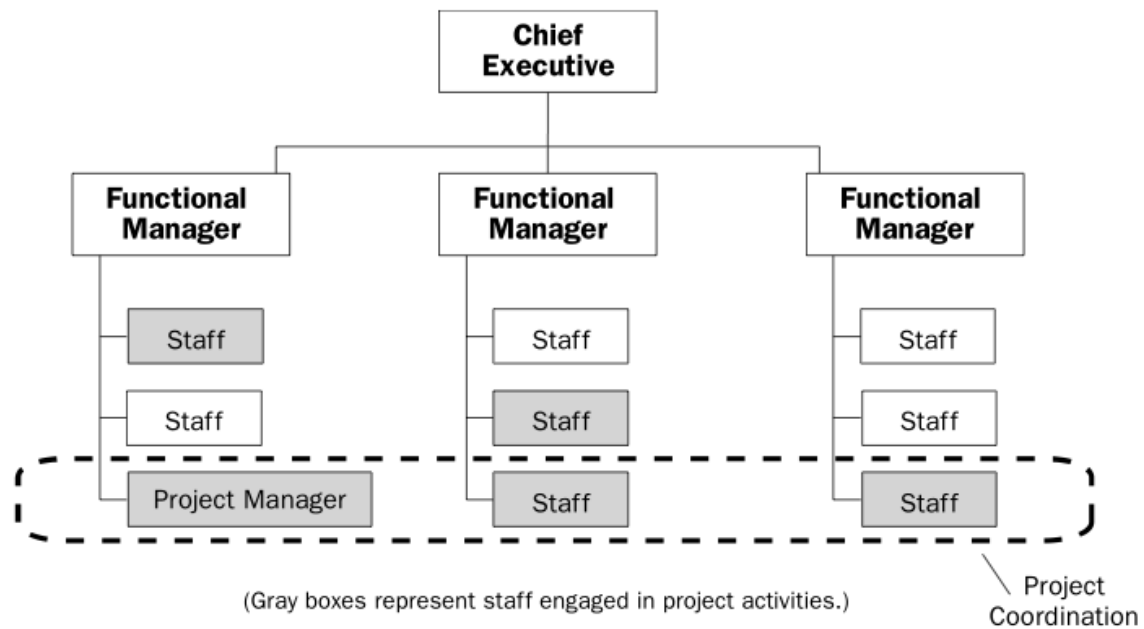 Chief
Executive
Functional
Manager
Functional
Manager
Functional
Manager
Staff
Staff
Staff
Staff
Staff
Staff
Project Manager
Staff
Staff
(Gray boxes represent staff engaged in project activities.)
Project
Coordination